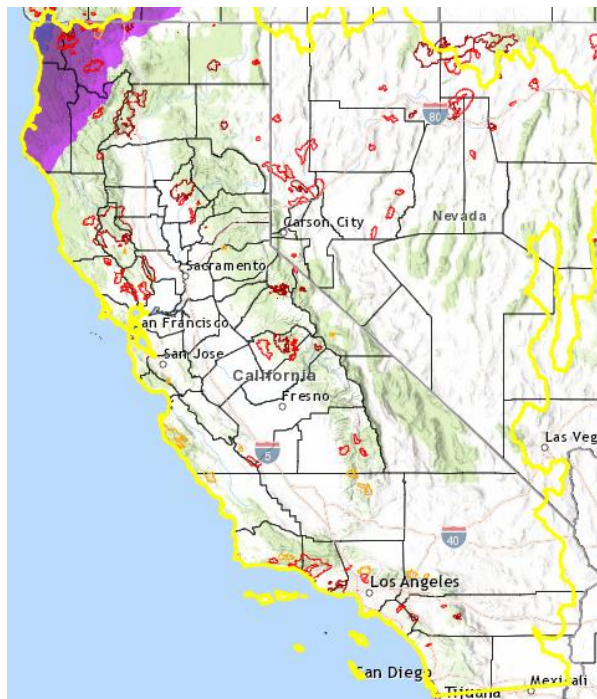 80
Carson City
Nevada
Sacramento
San Francisco
San Jose
California
Fresno
5
Las Veg
40
Los Angeles
San Diego
Tijuana
Mexicali